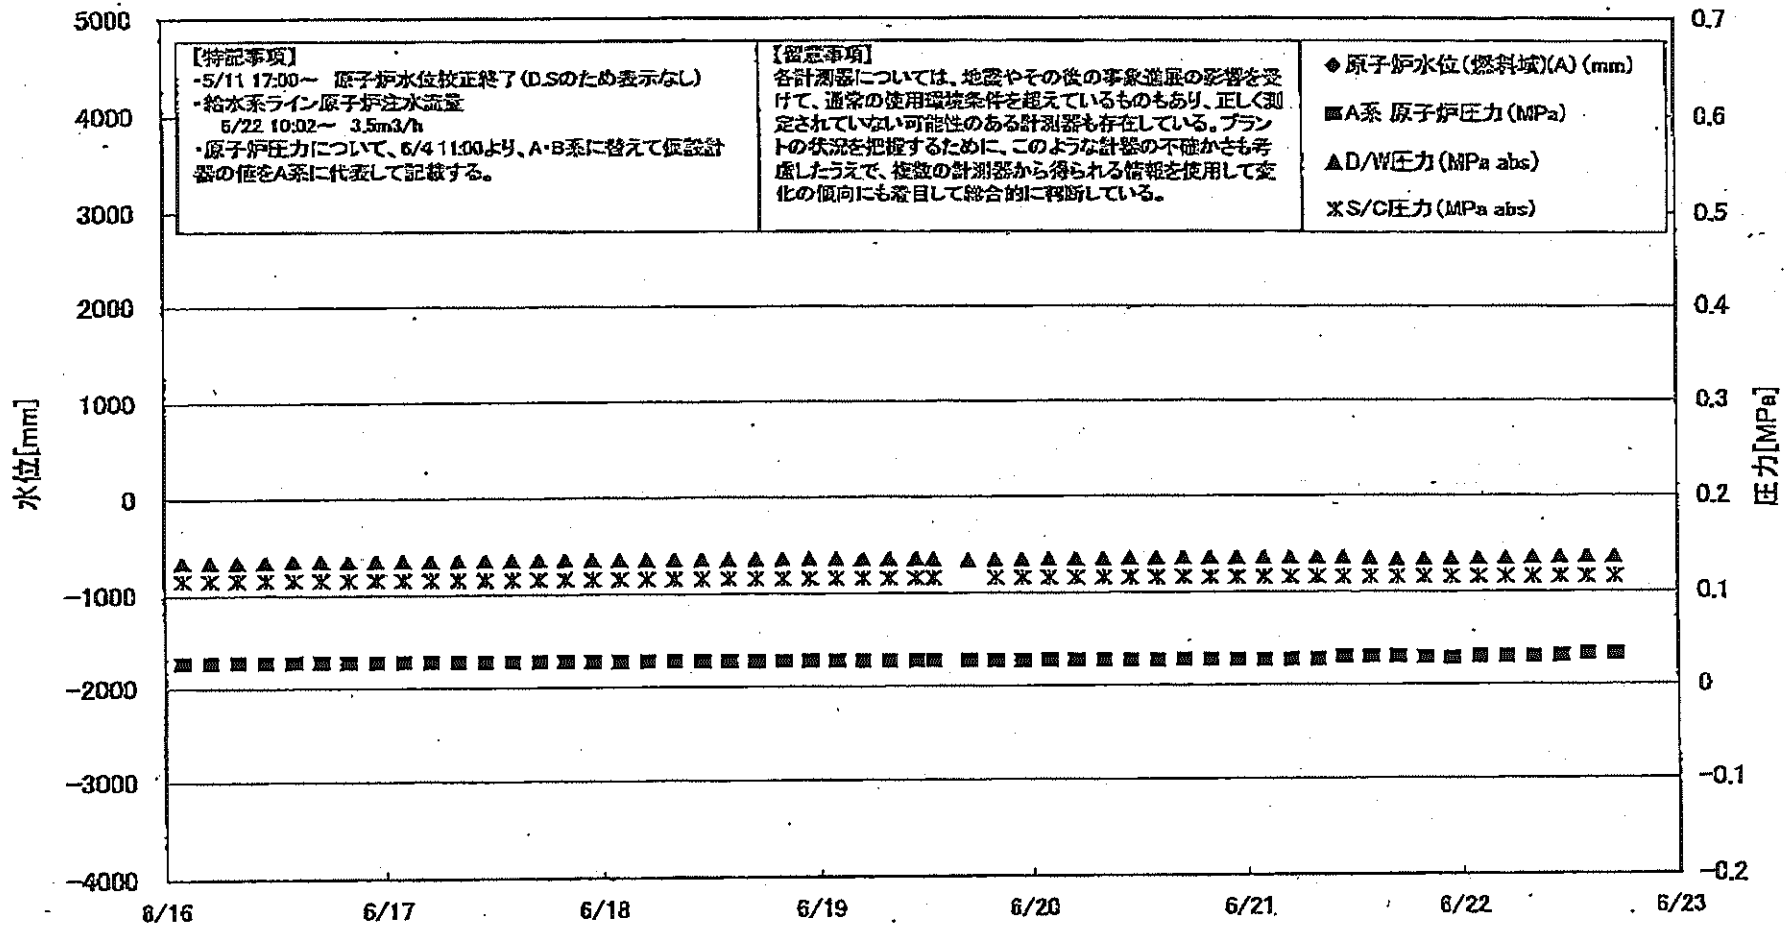 5000
4000
3000
2000
1000
0
-1000
-2000
-3000
-4000
水位[mm]
【特記事項】
・5/11 17:00～ 原子炉水位校正終了(D.Sのため表示なし)
・給水系ライン原子炉注水流量
6/22 10:02～ 3.5m3/h
・原子炉圧力について、6/4 11:00より、A・B系に替えて仮設計
器の値をA系に代表して記載する。
【留意事項】
各計測器については、地震やその後の事象進展の影響を受
けて、通常の使用環境条件を超えているものもあり、正しく測
定されていない可能性のある計測器も存在している。プラン
トの状況を把握するために、このような計器の不確かさも考
慮したうえで、複数の計測器から得られる情報を使用して変
化の傾向にも着目して総合的に判断している。
◆原子炉水位(燃料域)(A)(mm)
■A系 原子炉圧力(MPa)
▲D/W圧力(MPa abs)
※S/C圧力(MPa abs)
0.7
0.6
0.5
0.4
0.3
0.2
0.1
0
-0.1
-0.2
圧力[MPa]
6/16
6/17
6/18
6/19
6/20
6/21
6/22
6/23